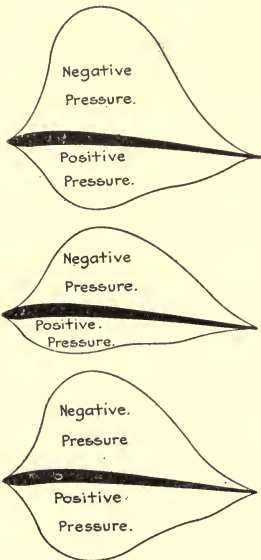 Negative
Pressure.
Positive
Pressure.
Negative
Pressure.
Positive.
Pressure.
Negative.
Pressure
Positive
Pressure.